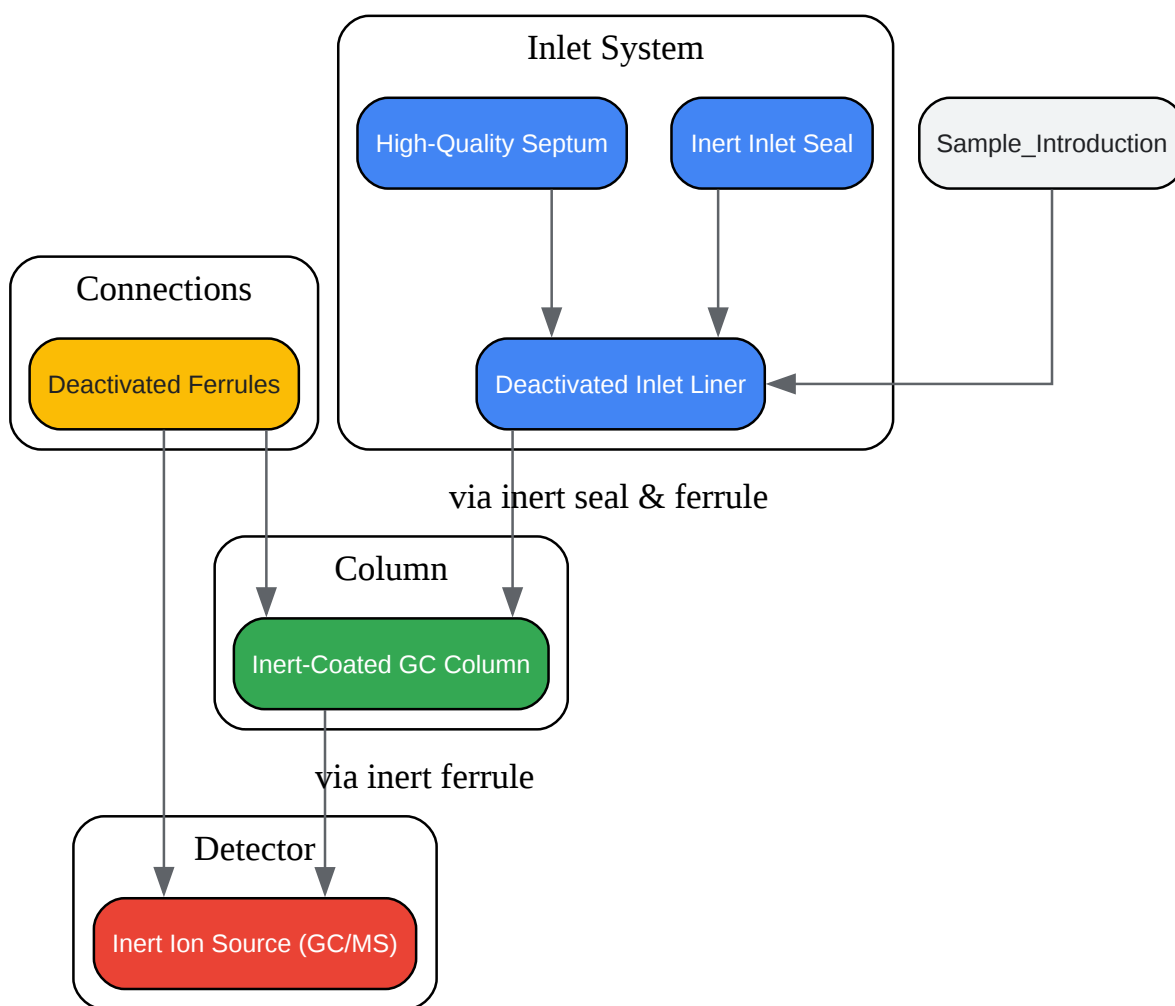 Inlet System
High-Quality Septum
Inert Inlet Seal
Sample_Introduction
Connections
Deactivated Ferrules
Deactivated Inlet Liner
via inert seal & ferrule
Column
Inert-Coated GC Column
via inert ferrule
Detector
Inert Ion Source (GC/MS)